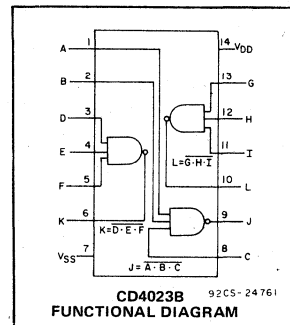 A 1
B 2
D 3
E 4
F 5
K 6
VSS 7
14 VDD
13 G
12 H
11 I
10 L
9 J
8 C
L=G·H·I
K=D·E·F
J=A·B·C
CD4023B 92CS-24761
FUNCTIONAL DIAGRAM